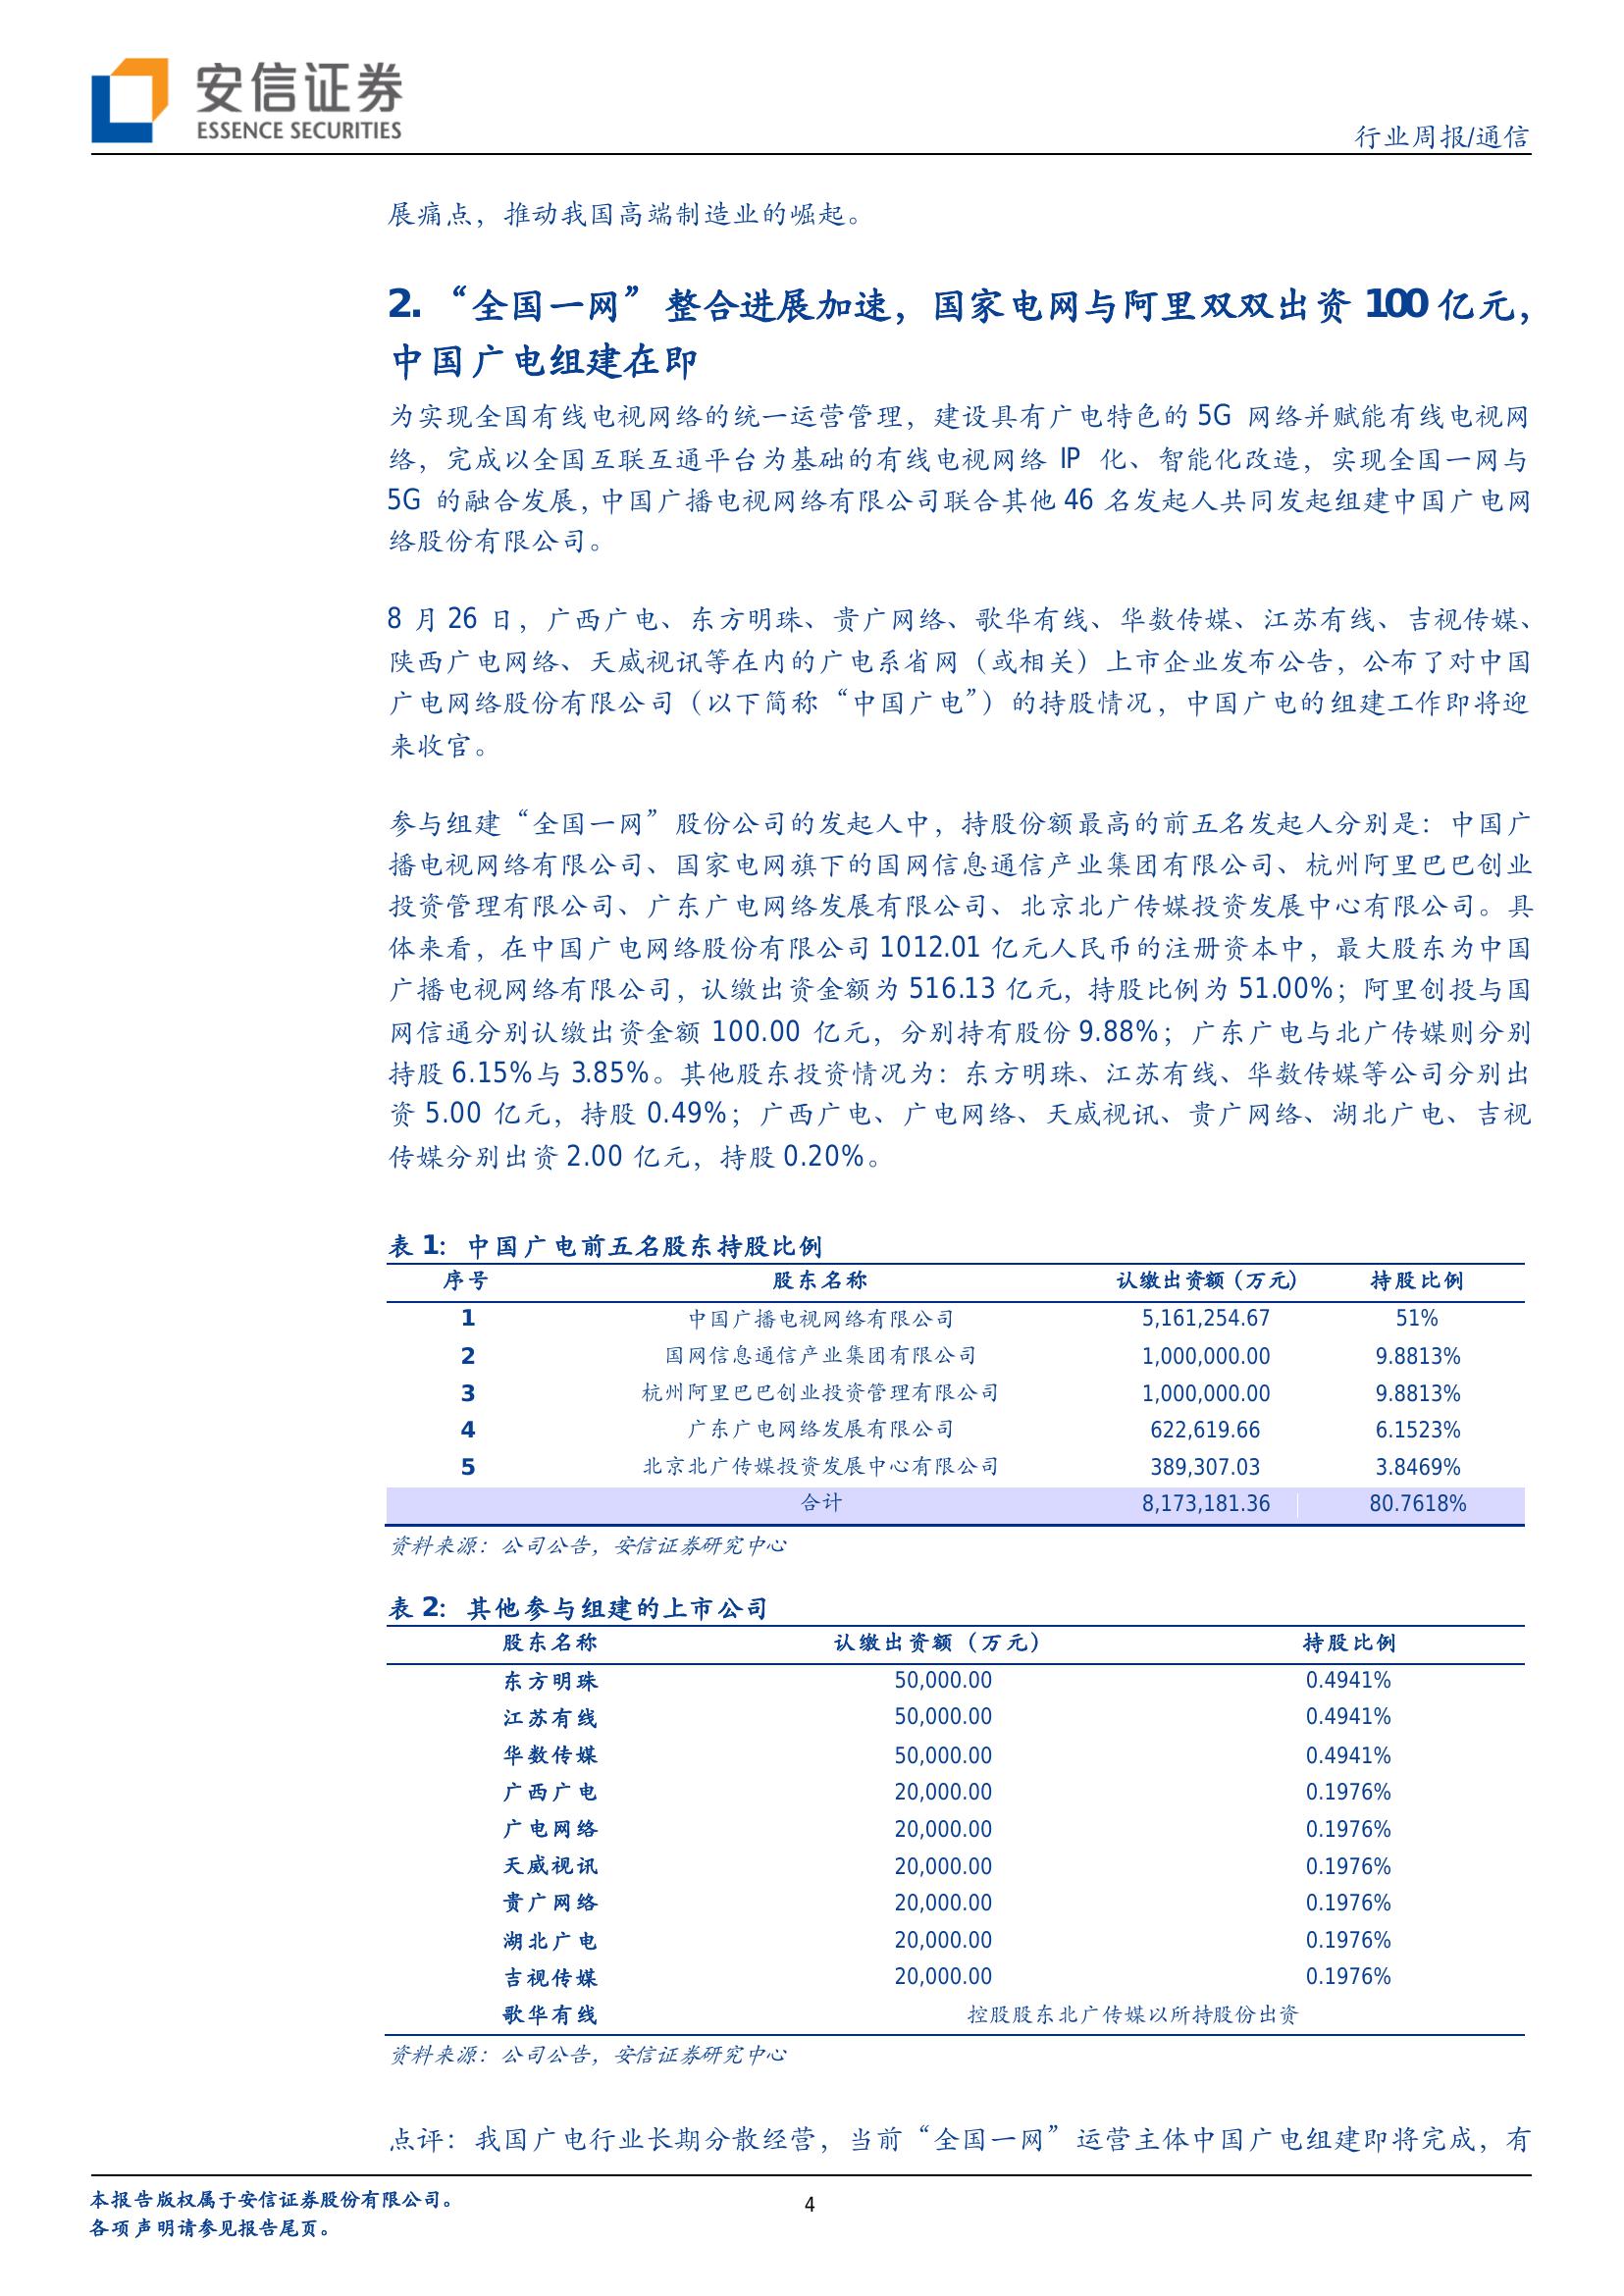 安信证券
ESSENCE SECURITIES
行业周报/通信
展痛点，推动我国高端制造业的崛起。
2.“全国一网”整合进展加速，国家电网与阿里双双出资 100 亿元，
中国广电组建在即
为实现全国有线电视网络的统一运营管理，建设具有广电特色的 5G 网络并赋能有线电视网
络，完成以全国互联互通平台为基础的有线电视网络 IP 化、智能化改造，实现全国一网与
5G 的融合发展，中国广播电视网络有限公司联合其他 46 名发起人共同发起组建中国广电网
络股份有限公司。
8 月 26 日，广西广电、东方明珠、贵广网络、歌华有线、华数传媒、江苏有线、吉视传媒、
陕西广电网络、天威视讯等在内的广电系省网（或相关）上市企业发布公告，公布了对中国
广电网络股份有限公司（以下简称“中国广电”）的持股情况，中国广电的组建工作即将迎
来收官。
参与组建“全国一网”股份公司的发起人中，持股份额最高的前五名发起人分别是：中国广
播电视网络有限公司、国家电网旗下的国网信息通信产业集团有限公司、杭州阿里巴巴创业
投资管理有限公司、广东广电网络发展有限公司、北京北广传媒投资发展中心有限公司。具
体来看，在中国广电网络股份有限公司 1012.01 亿元人民币的注册资本中，最大股东为中国
广播电视网络有限公司，认缴出资金额为 516.13 亿元，持股比例为 51.00%；阿里创投与国
网信通分别认缴出资金额 100.00 亿元，分别持有股份 9.88%；广东广电与北广传媒则分别
持股 6.15%与 3.85%。其他股东投资情况为：东方明珠、江苏有线、华数传媒等公司分别出
资 5.00 亿元，持股 0.49%；广西广电、广电网络、天威视讯、贵广网络、湖北广电、吉视
传媒分别出资 2.00 亿元，持股 0.20%。
表 1：中国广电前五名股东持股比例
序号 股东名称 认缴出资额（万元） 持股比例
1 中国广播电视网络有限公司 5,161,254.67 51%
2 国网信息通信产业集团有限公司 1,000,000.00 9.8813%
3 杭州阿里巴巴创业投资管理有限公司 1,000,000.00 9.8813%
4 广东广电网络发展有限公司 622,619.66 6.1523%
5 北京北广传媒投资发展中心有限公司 389,307.03 3.8469%
合计 8,173,181.36 80.7618%
资料来源：公司公告，安信证券研究中心
表 2：其他参与组建的上市公司
股东名称 认缴出资额（万元） 持股比例
东方明珠 50,000.00 0.4941%
江苏有线 50,000.00 0.4941%
华数传媒 50,000.00 0.4941%
广西广电 20,000.00 0.1976%
广电网络 20,000.00 0.1976%
天威视讯 20,000.00 0.1976%
贵广网络 20,000.00 0.1976%
湖北广电 20,000.00 0.1976%
吉视传媒 20,000.00 0.1976%
歌华有线 控股股东北广传媒以所持股份出资
资料来源：公司公告，安信证券研究中心
点评：我国广电行业长期分散经营，当前“全国一网”运营主体中国广电组建即将完成，有
本报告版权属于安信证券股份有限公司。
各项声明请参见报告尾页。
4